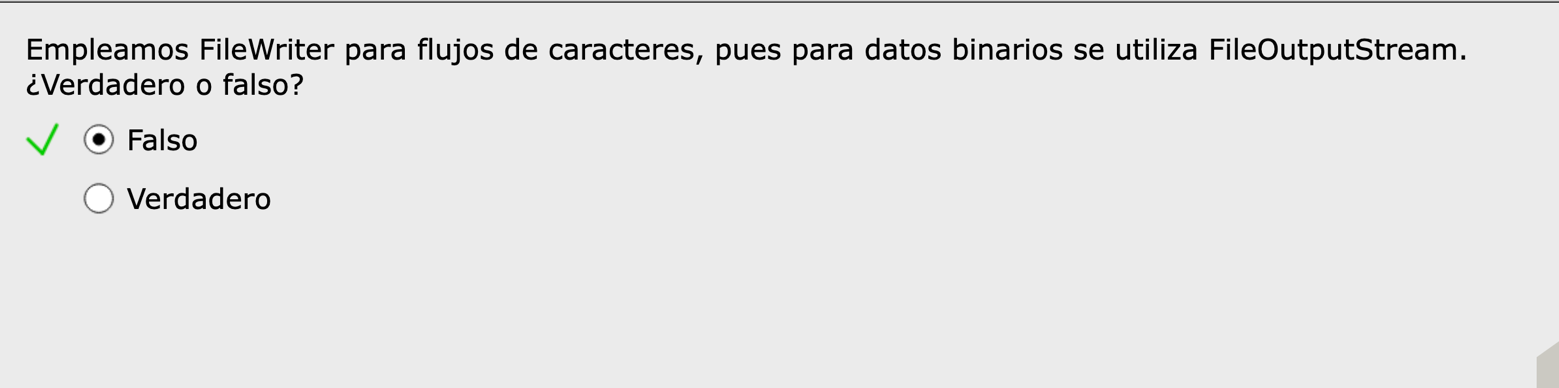 Empleamos FileWriter para flujos de caracteres, pues para datos binarios se utiliza FileOutputStream.
¿Verdadero o falso?
Falso
Verdadero